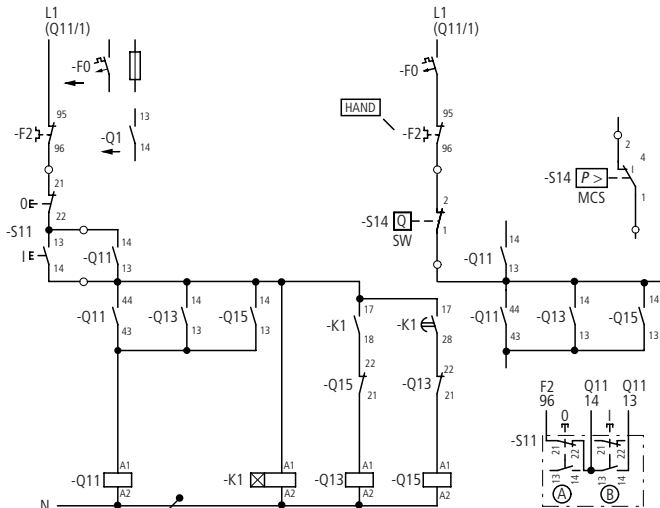 L1
(Q11/1)
-F0
95
-F2
96
13
-Q1
14
21
0
22
-S11
13
I
14
14
-Q11
13
44
-Q11
43
14
-Q13
13
14
-Q15
13
17
-K1
18
17
-K1
28
22
-Q15
21
22
-Q13
21
A1
-Q11
A2
A1
-K1
A2
A1
-Q13
A2
A1
-Q15
A2
N
L1
(Q11/1)
-F0
HAND
95
-F2
96
2
-S14 Q
SW
1
2
4
-S14 P >
MCS
1
14
-Q11
13
44
-Q11
43
14
-Q13
13
14
-Q15
13
F2 Q11 Q11
96 14 13
0 I
-S11
21 22 21 22
13 14 13 14
A B